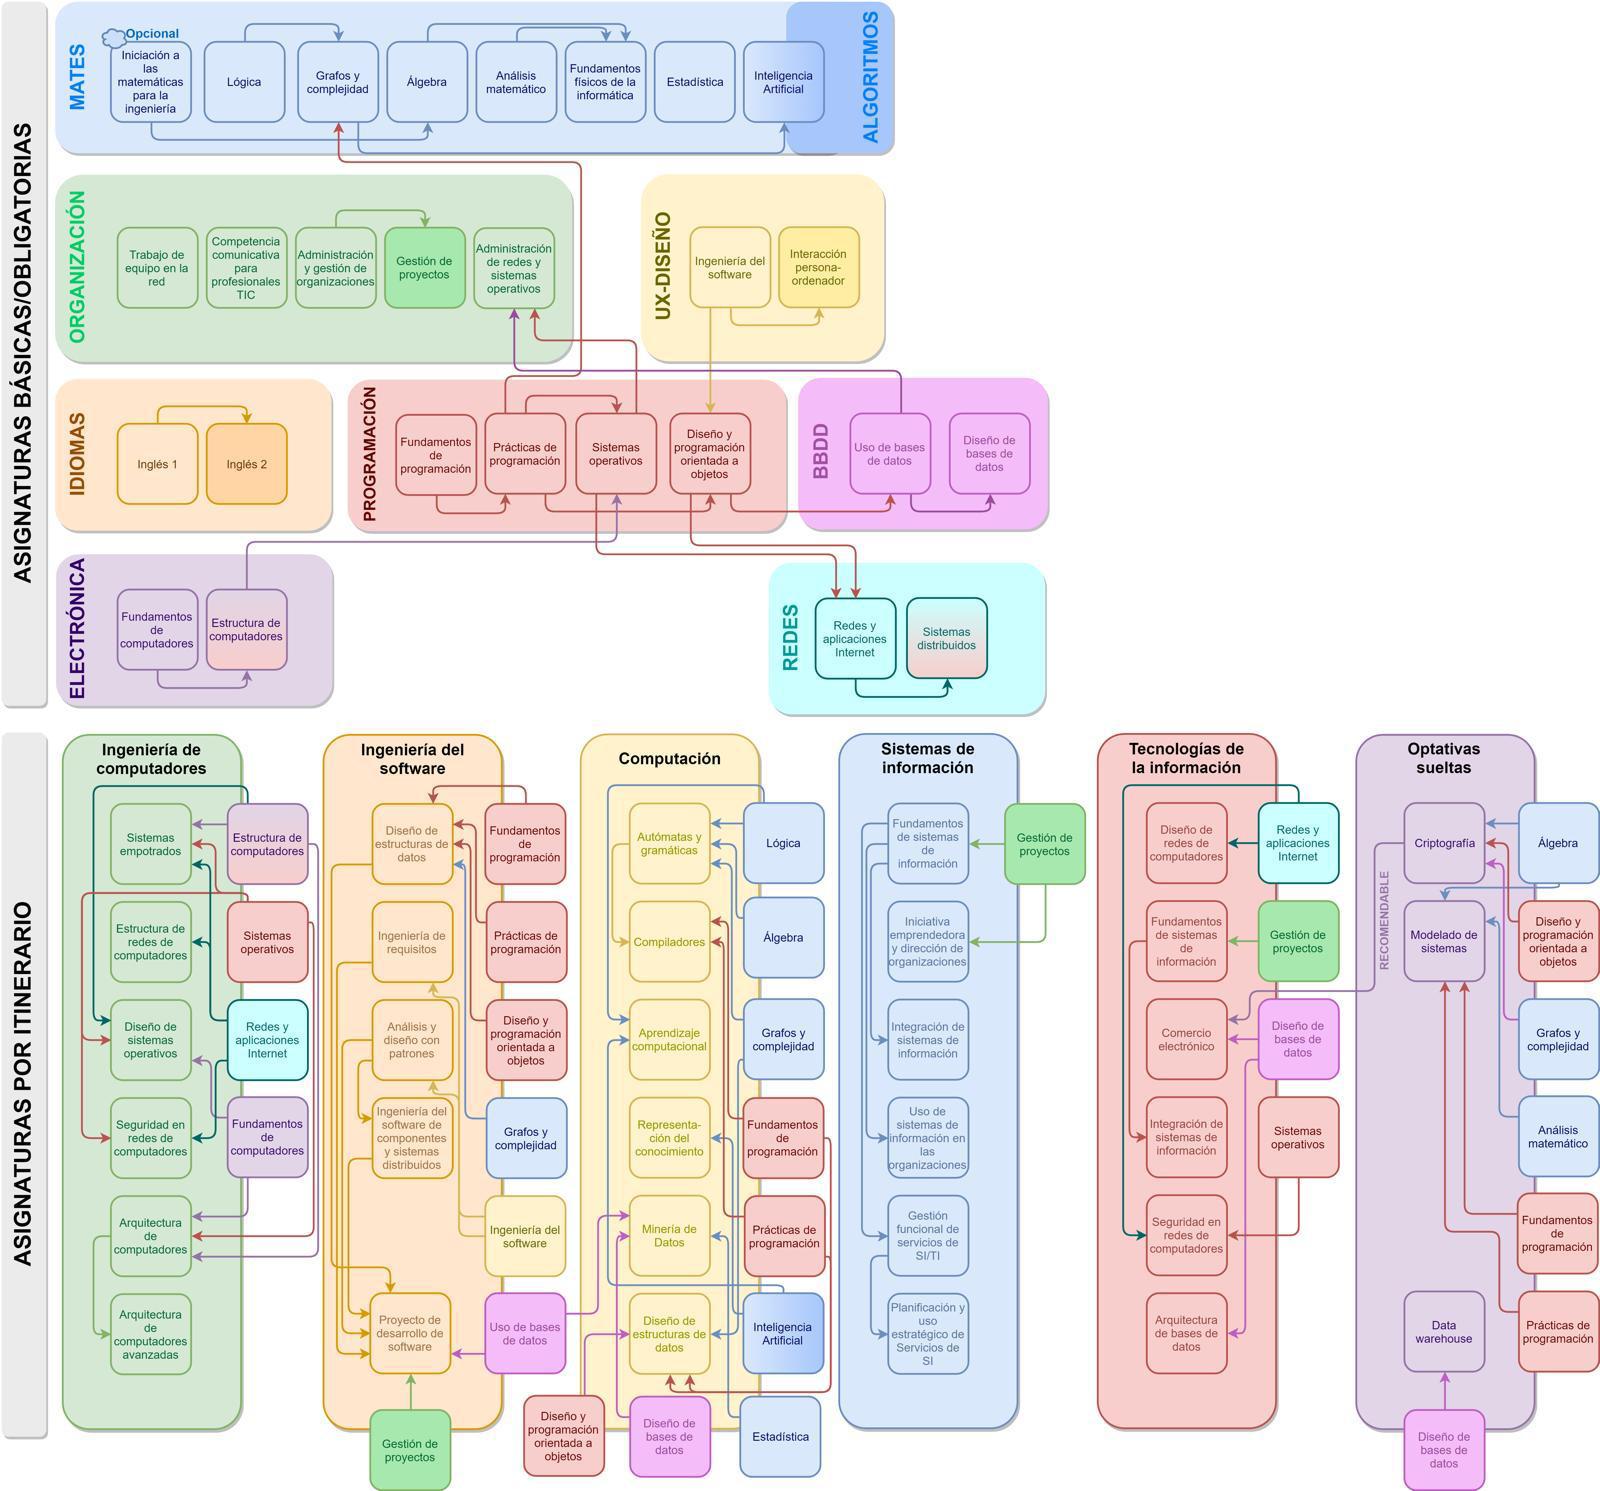 ASIGNATURAS BÁSICAS/OBLIGATORIAS
MATES
Opcional
Iniciación a
las
matemáticas
para la
ingeniería
Lógica
Grafos y
complejidad
Álgebra
Análisis
matemático
Fundamentos
físicos de la
informática
Estadística
Inteligencia
Artificial
ALGORITMOS
ORGANIZACIÓN
Trabajo de
equipo en la
red
Competencia
comunicativa
para
profesionales
TIC
Administración
y gestión de
organizaciones
Gestión de
proyectos
Administración
de redes y
sistemas
operativos
UX-DISEÑO
Ingeniería del
software
Interacción
persona-
ordenador
IDIOMAS
Inglés 1
Inglés 2
PROGRAMACIÓN
Fundamentos
de
programación
Prácticas de
programación
Sistemas
operativos
Diseño y
programación
orientada a
objetos
BBDD
Uso de bases
de datos
Diseño de
bases de
datos
ELECTRÓNICA
Fundamentos
de
computadores
Estructura de
computadores
REDES
Redes y
aplicaciones
Internet
Sistemas
distribuidos
ASIGNATURAS POR ITINERARIO
Ingeniería de
computadores
Sistemas
empotrados
Estructura de
redes de
computadores
Diseño de
sistemas
operativos
Seguridad en
redes de
computadores
Arquitectura
de
computadores
Arquitectura
de
computadores
avanzadas
Estructura de
computadores
Sistemas
operativos
Redes y
aplicaciones
Internet
Fundamentos
de
computadores
Ingeniería del
software
Diseño de
estructuras de
datos
Ingeniería de
requisitos
Análisis y
diseño con
patrones
Ingeniería del
software de
componentes
y sistemas
distribuidos
Proyecto de
desarrollo de
software
Fundamentos
de
programación
Prácticas de
programación
Diseño y
programación
orientada a
objetos
Grafos y
complejidad
Ingeniería del
software
Uso de bases
de datos
Gestión de
proyectos
Computación
Autómatas y
gramáticas
Compiladores
Aprendizaje
computacional
Representa-
ción del
conocimiento
Minería de
Datos
Diseño de
estructuras de
datos
Lógica
Álgebra
Grafos y
complejidad
Fundamentos
de
programación
Prácticas de
programación
Inteligencia
Artificial
Diseño y
programación
orientada a
objetos
Diseño de
bases de
datos
Estadística
Sistemas de
información
Fundamentos
de sistemas
de
información
Iniciativa
emprendedora
y dirección de
organizaciones
Integración de
sistemas de
información
Uso de
sistemas de
información en
las
organizaciones
Gestión
funcional de
servicios de
SI/TI
Planificación y
uso
estratégico de
Servicios de
SI
Gestión de
proyectos
Tecnologías de
la información
Diseño de
redes de
computadores
Fundamentos
de sistemas
de
información
Comercio
electrónico
Integración de
sistemas de
información
Seguridad en
redes de
computadores
Arquitectura
de bases de
datos
Redes y
aplicaciones
Internet
Gestión de
proyectos
Diseño de
bases de
datos
Sistemas
operativos
Optativas
sueltas
RECOMENDABLE
Criptografía
Modelado de
sistemas
Data
warehouse
Álgebra
Diseño y
programación
orientada a
objetos
Grafos y
complejidad
Análisis
matemático
Fundamentos
de
programación
Prácticas de
programación
Diseño de
bases de
datos